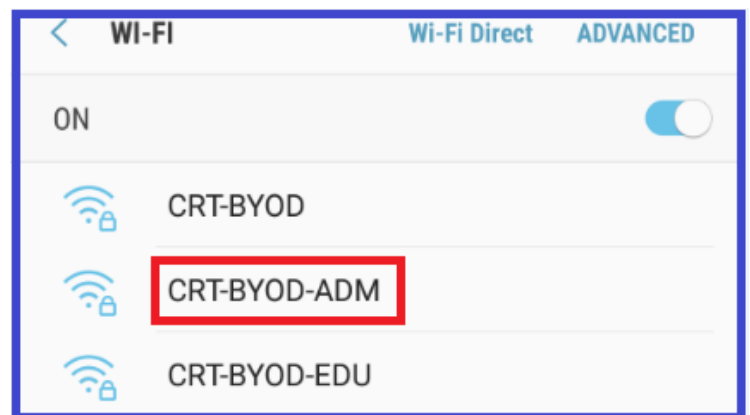 WI-FI Wi-Fi Direct ADVANCED
ON
CRT-BYOD
CRT-BYOD-ADM
CRT-BYOD-EDU